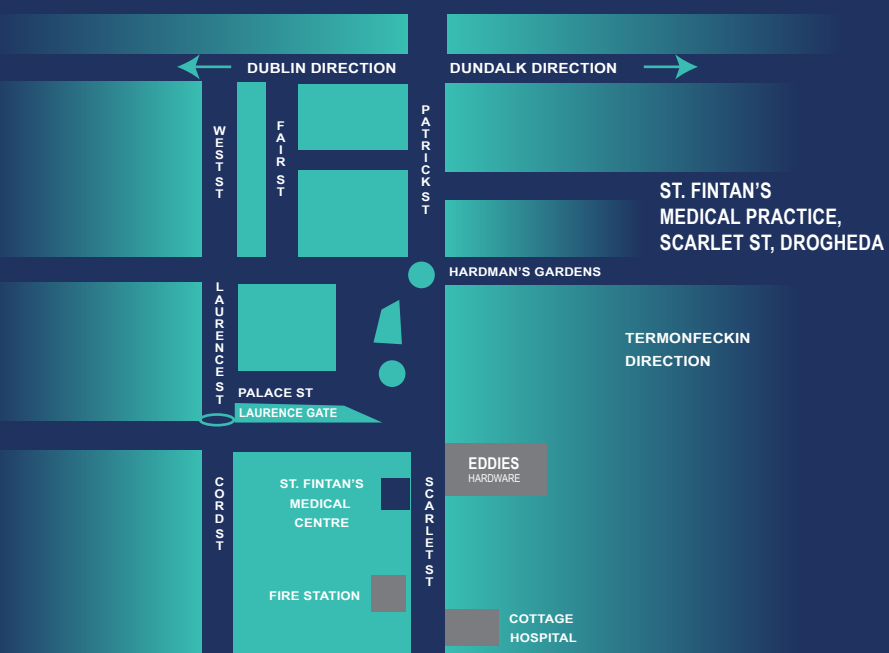 DUBLIN DIRECTION
DUNDALK DIRECTION
WEST ST
FAIR ST
PATRICK ST
ST. FINTAN'S
MEDICAL PRACTICE,
SCARLET ST, DROGHEDA
HARDMAN'S GARDENS
LAURENCE ST
TERMONFECKIN
DIRECTION
PALACE ST
LAURENCE GATE
EDDIES
HARDWARE
CORD ST
ST. FINTAN'S
MEDICAL
CENTRE
SCARLET ST
FIRE STATION
COTTAGE
HOSPITAL